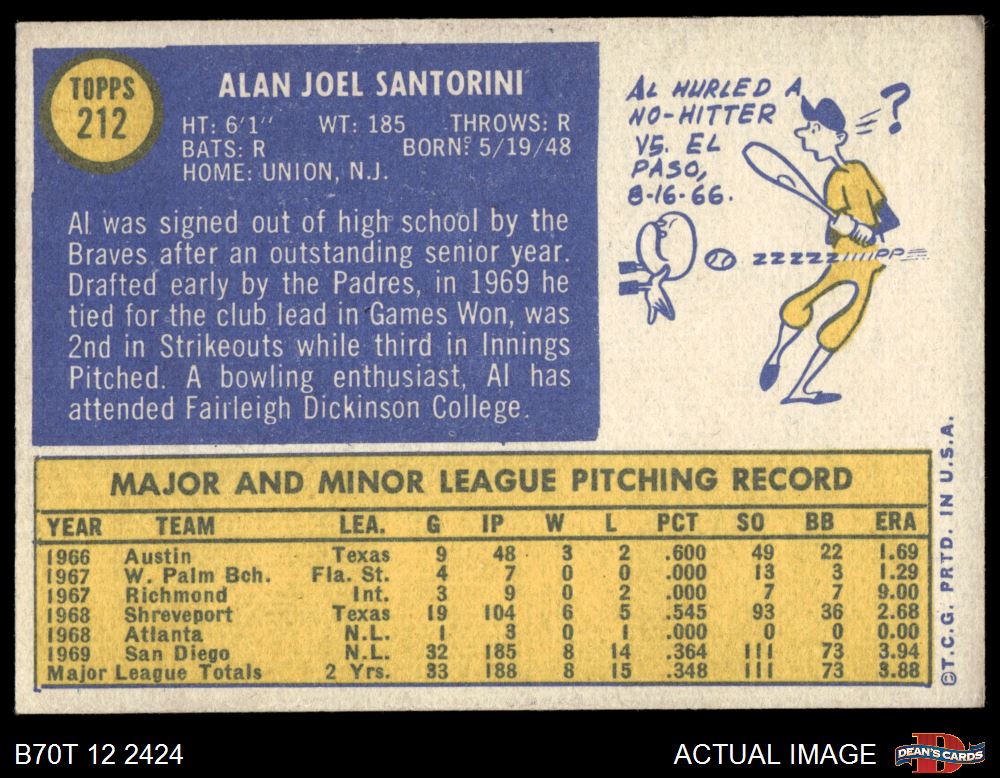 TOPPS
212
ALAN JOEL SANTORINI
HT: 6'1" WT: 185 THROWS: R
BATS: R BORN: 5/19/48
HOME: UNION, N.J.
Al was signed out of high school by the
Braves after an outstanding senior year.
Drafted early by the Padres, in 1969 he
tied for the club lead in Games Won, was
2nd in Strikeouts while third in Innings
Pitched. A bowling enthusiast, Al has
attended Fairleigh Dickinson College.
AL HURLED A
NO-HITTER
VS. EL
PASO,
8-16-66.
?
ZZZZZ PP
MAJOR AND MINOR LEAGUE PITCHING RECORD
YEAR TEAM LEA. G IP W L PCT SO BB ERA
1966 Austin Texas 9 48 3 2 .600 49 22 1.69
1967 W. Palm Bch. Fla. St. 4 7 0 0 .000 13 3 1.29
1967 Richmond Int. 3 9 0 2 .000 7 7 9.00
1968 Shreveport Texas 19 104 6 5 .545 93 36 2.68
1968 Atlanta N.L. 1 3 0 1 .000 0 0 0.00
1969 San Diego N.L. 32 185 8 14 .364 111 73 3.94
Major League Totals 2 Yrs. 33 188 8 15 .348 111 73 3.88
©T.C.G. PRTD. IN U.S.A.
B70T 12 2424
ACTUAL IMAGE
DEAN'S CARDS